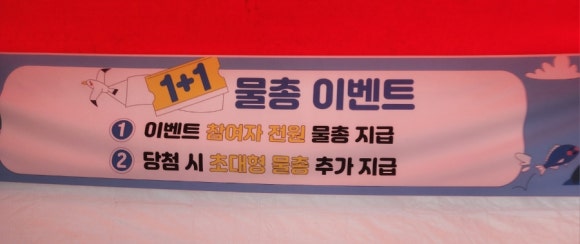 1+1 물총 이벤트
1 이벤트 참여자 전원 물총 지급
2 당첨 시 초대형 물총 추가 지급